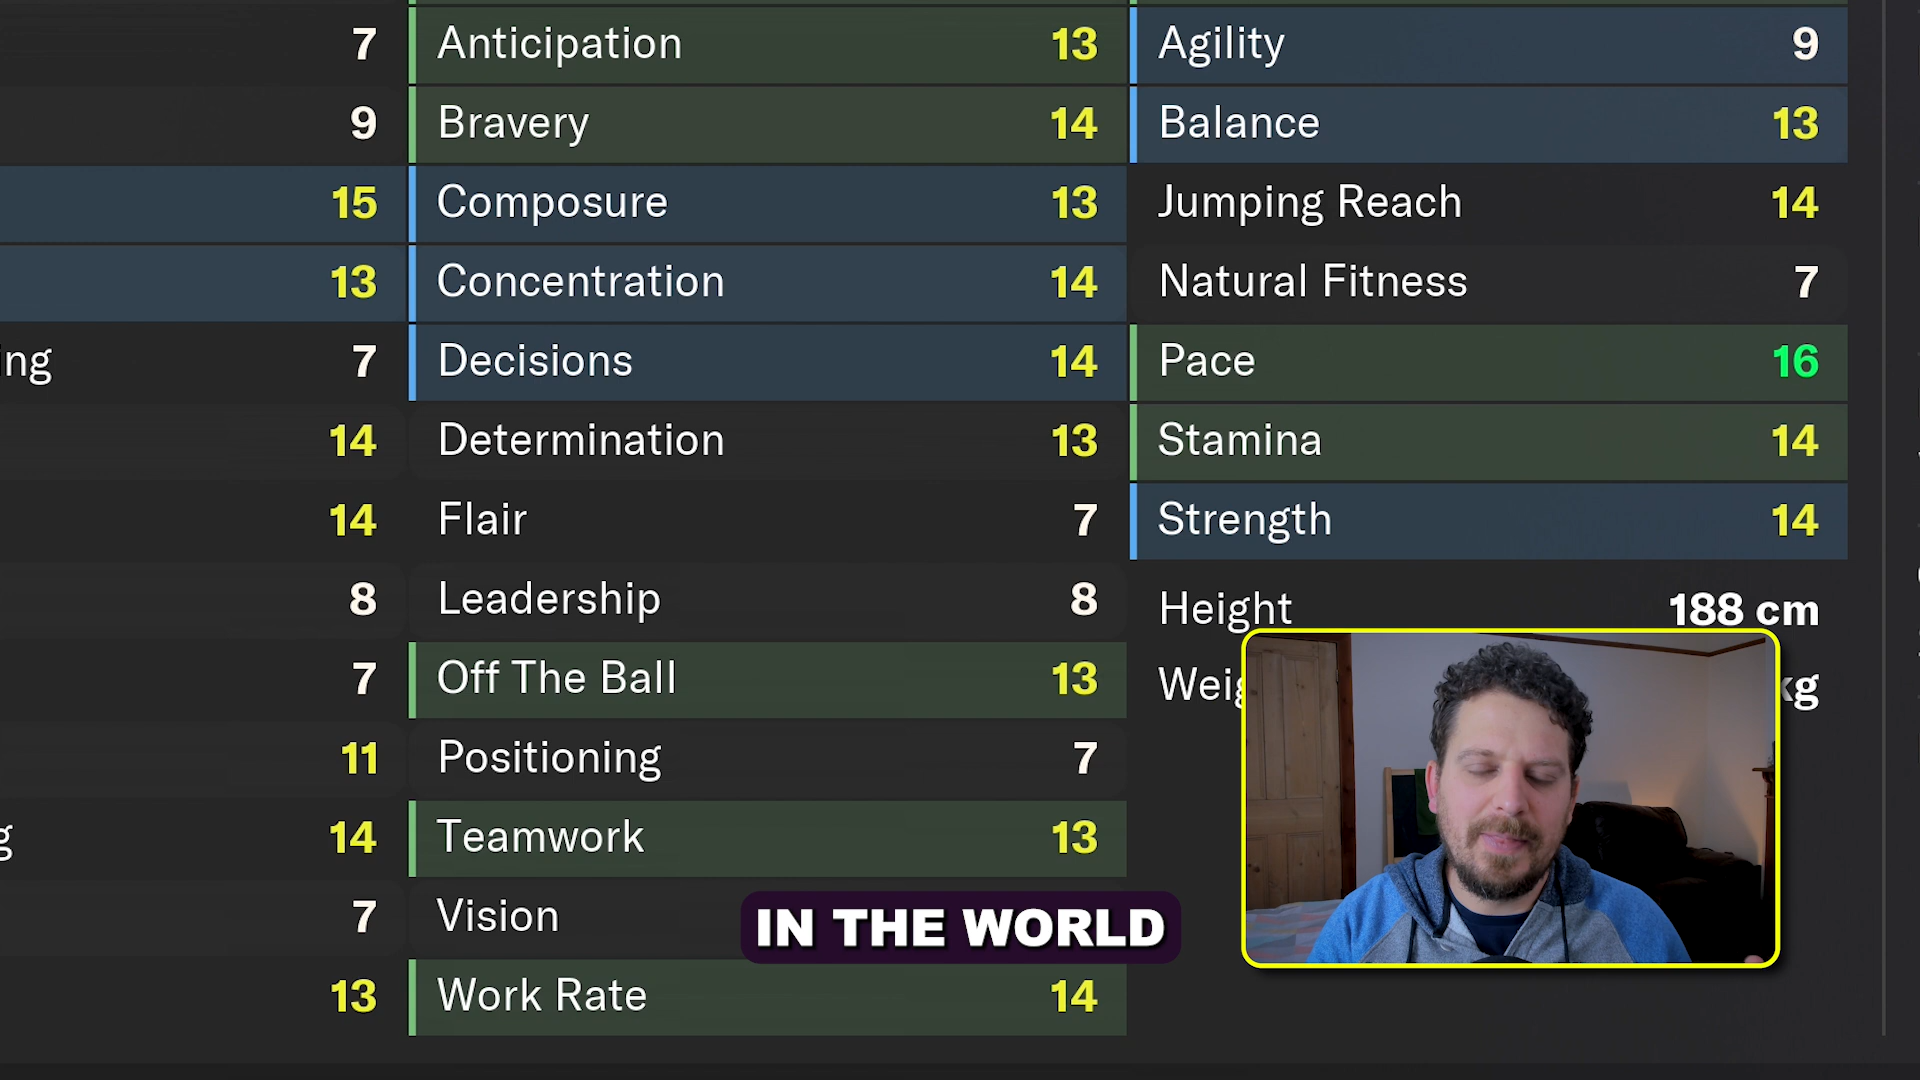 7 Anticipation 13 Agility 9
9 Bravery 14 Balance 13
15 Composure 13 Jumping Reach 14
13 Concentration 14 Natural Fitness 7
ing 7 Decisions 14 Pace 16
14 Determination 13 Stamina 14
14 Flair 7 Strength 14
8 Leadership 8 Height 188 cm
7 Off The Ball 13 Weig kg
11 Positioning 7
g 14 Teamwork 13
7 Vision
IN THE WORLD
13 Work Rate 14